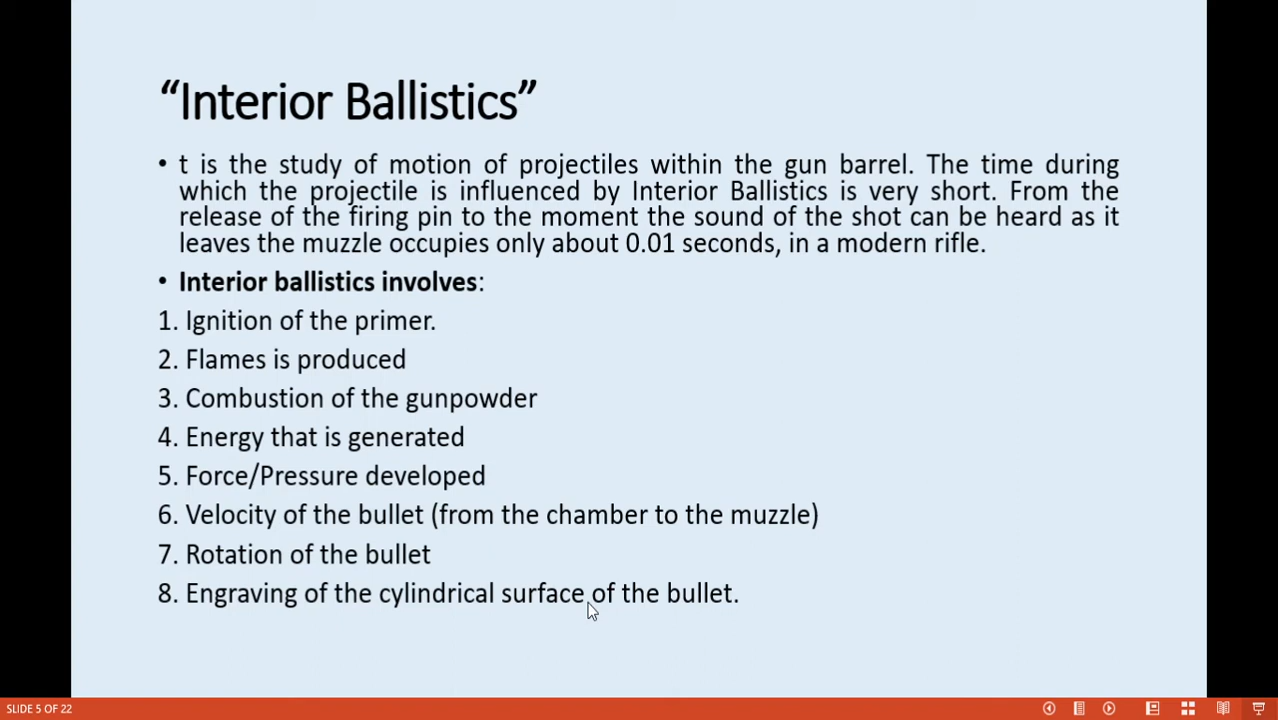 “Interior Ballistics”
• t is the study of motion of projectiles within the gun barrel. The time during
which the projectile is influenced by Interior Ballistics is very short. From the
release of the firing pin to the moment the sound of the shot can be heard as it
leaves the muzzle occupies only about 0.01 seconds, in a modern rifle.
• Interior ballistics involves:
1. Ignition of the primer.
2. Flames is produced
3. Combustion of the gunpowder
4. Energy that is generated
5. Force/Pressure developed
6. Velocity of the bullet (from the chamber to the muzzle)
7. Rotation of the bullet
8. Engraving of the cylindrical surface of the bullet.
SLIDE 5 OF 22